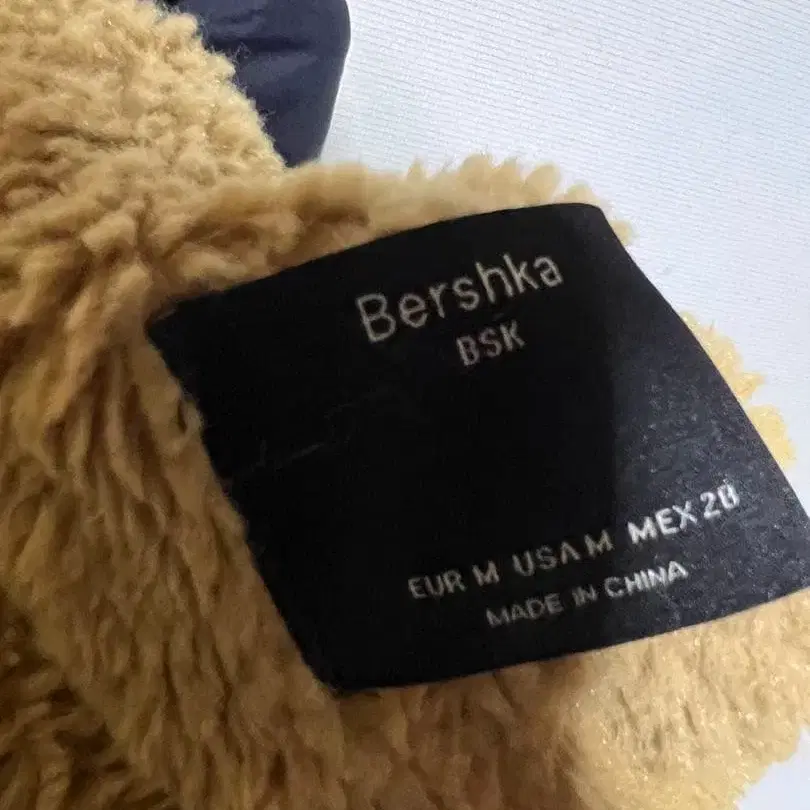 Bershka
BSK
EUR M USA M MEX 28
MADE IN CHINA